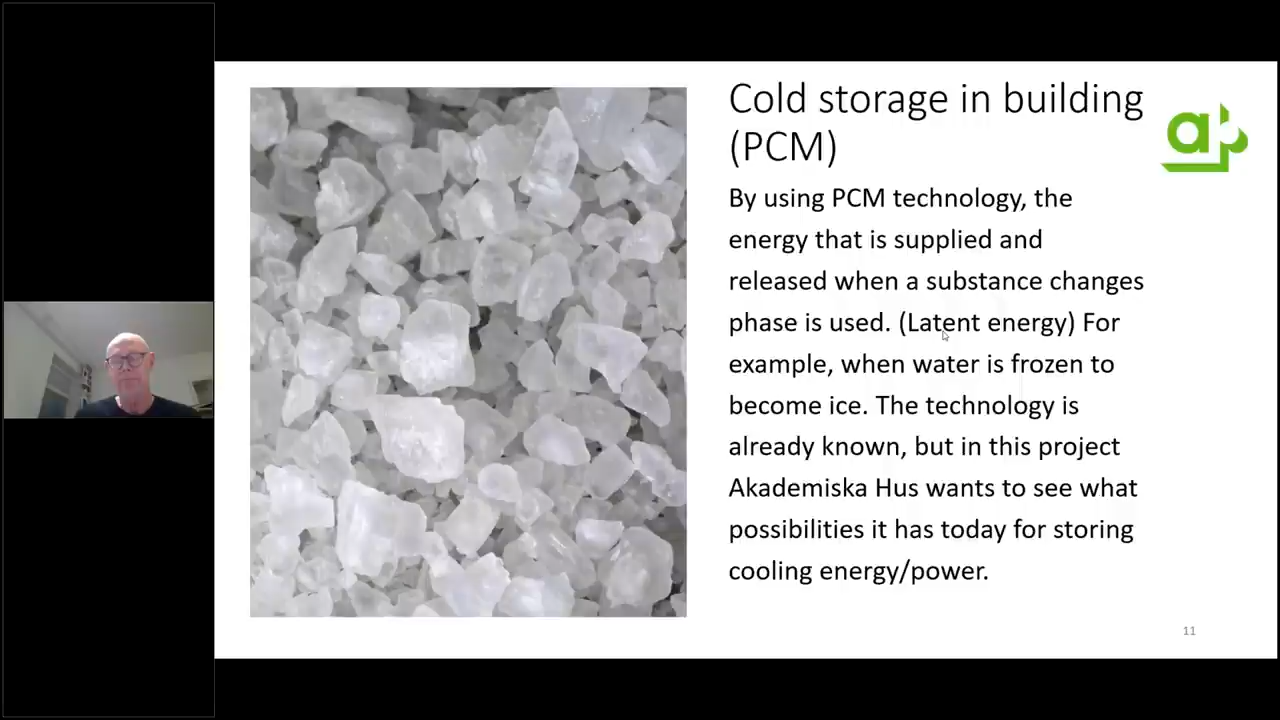 Cold storage in building
(PCM)
By using PCM technology, the
energy that is supplied and
released when a substance changes
phase is used. (Latent energy) For
example, when water is frozen to
become ice. The technology is
already known, but in this project
Akademiska Hus wants to see what
possibilities it has today for storing
cooling energy/power.
a
11